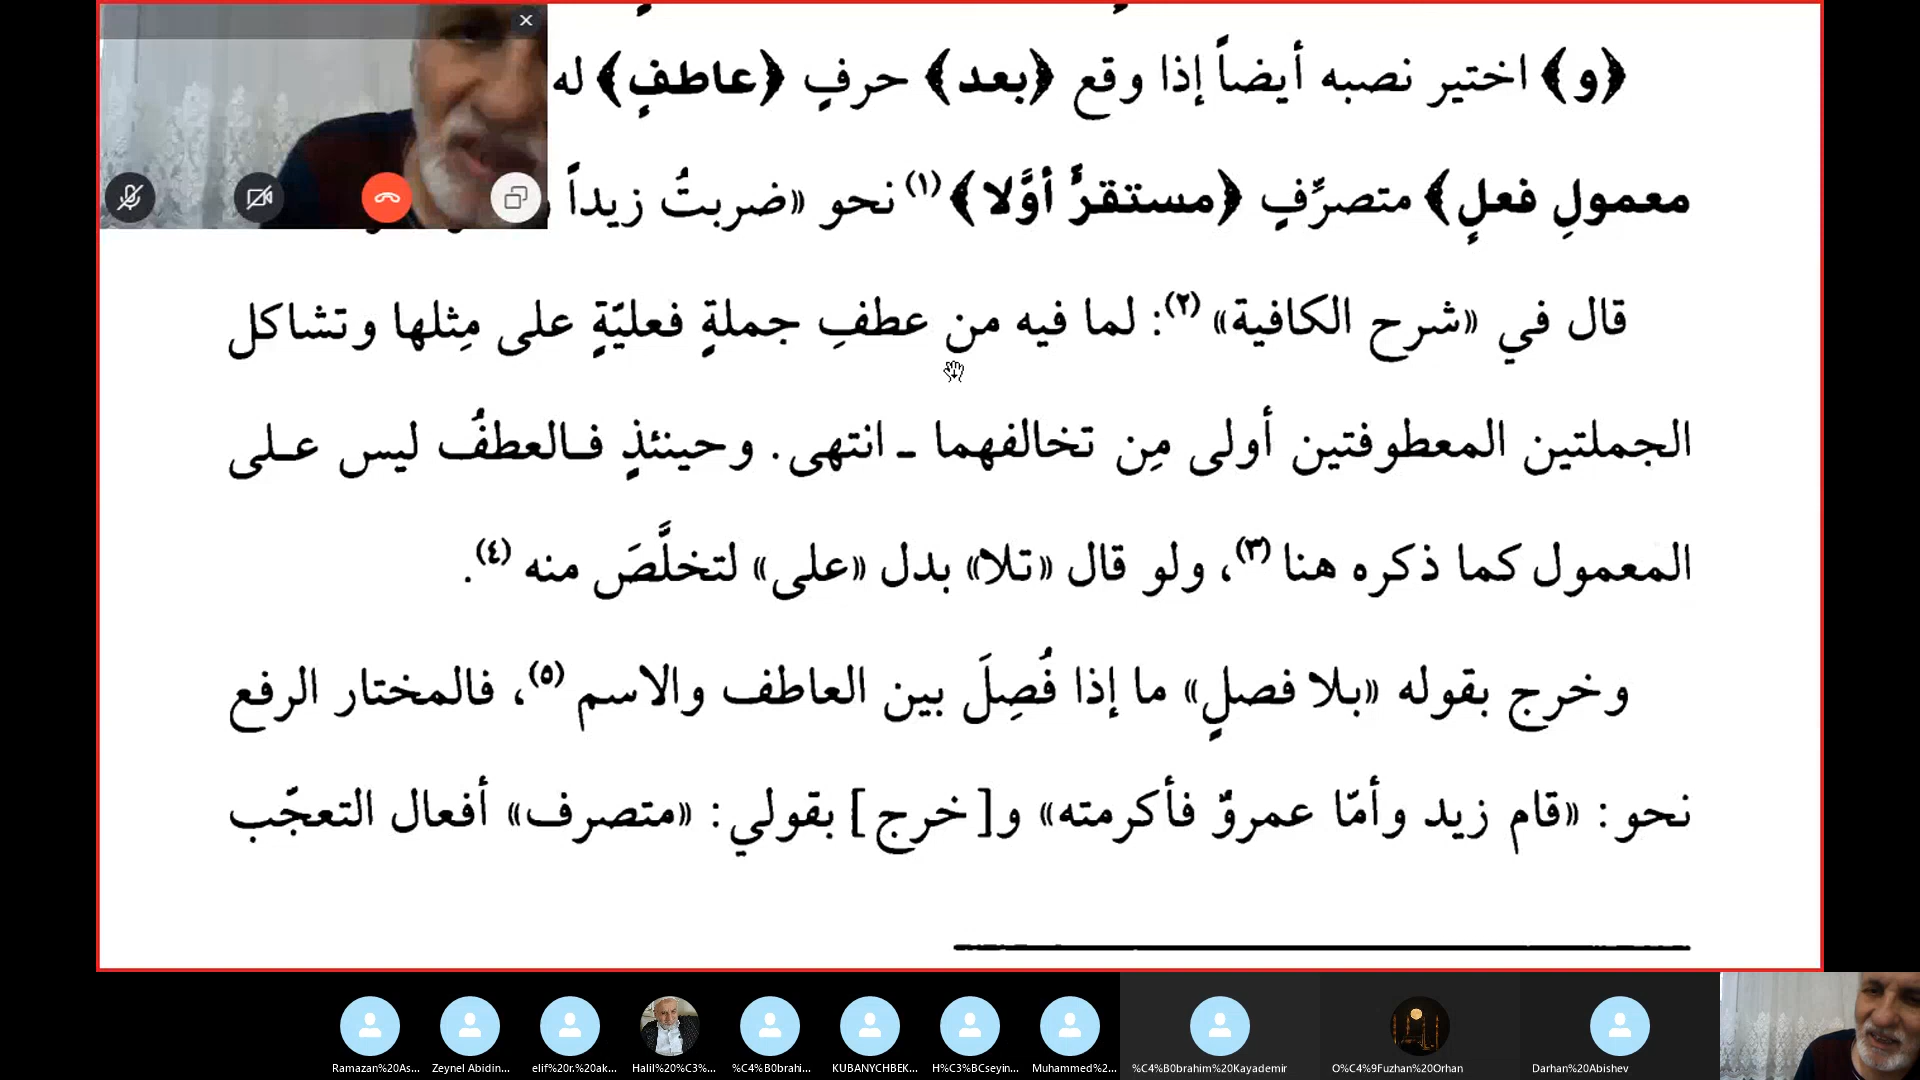 ﴿و﴾ اختير نصبه أيضاً إذا وقع ﴿بعد﴾ حرفٍ ﴿عاطفٍ﴾ له
معمولِ فعلٍ﴾ متصرِّفٍ ﴿مستقرٍّ أوَّلا﴾(١) نحو «ضربتُ زيداً
قال في «شرح الكافية»(٢): لما فيه من عطفِ جملةٍ فعليّةٍ على مِثلها وتشاكل
الجملتين المعطوفتين أولى مِن تخالفهما ـ انتهى. وحينئذٍ فـالعطفُ ليس عـلى
المعمول كما ذكره هنا(٣)، ولو قال «تلا» بدل «على» لتخلَّصَ منه(٤).
وخرج بقوله «بلا فصلٍ» ما إذا فُصِلَ بين العاطف والاسم(٥)، فالمختار الرفع
نحو: «قام زيد وأمّا عمروٌ فأكرمته» و[خرج] بقولي: «متصرف» أفعال التعجّب
Ramazan%20As...
Zeynel Abidin...
elif%20r.%20ak...
Halil%20%C3%...
%C4%B0brahi...
KUBANYCHBEK...
H%C3%BCseyin...
Muhammed%2...
%C4%B0brahim%20Kayademir
O%C4%9Fuzhan%20Orhan
Darhan%20Abishev